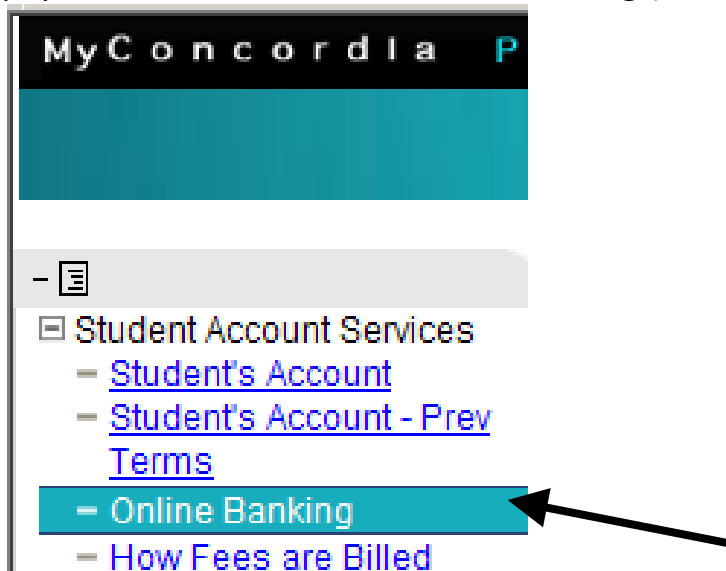 MyConcordIa P
Student Account Services
Student's Account
Student's Account - Prev
Terms
Online Banking
How Fees are Billed